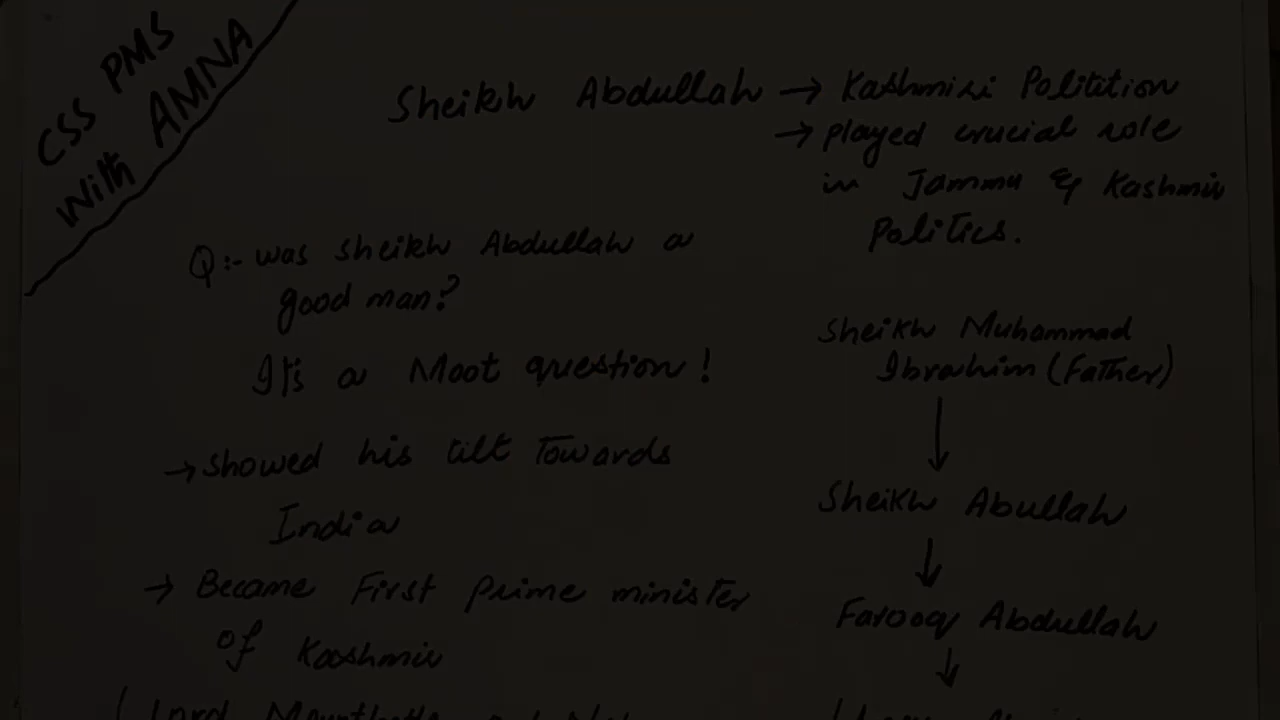 CSS PMS
with AMNA
Sheikh Abdullah → Kashmiri Politition
→ played crucial role
in Jammu & Kashmir
Politics.
Q:- was sheikh Abdullah a
good man?
It's a Moot question!
→ showed his tilt Towards
India
→ Became First prime minister
of Kashmir
Lord
Sheikh Muhammad
Ibrahim (Father)
↓
Sheikh Abullah
↓
Farooq Abdullah
↓